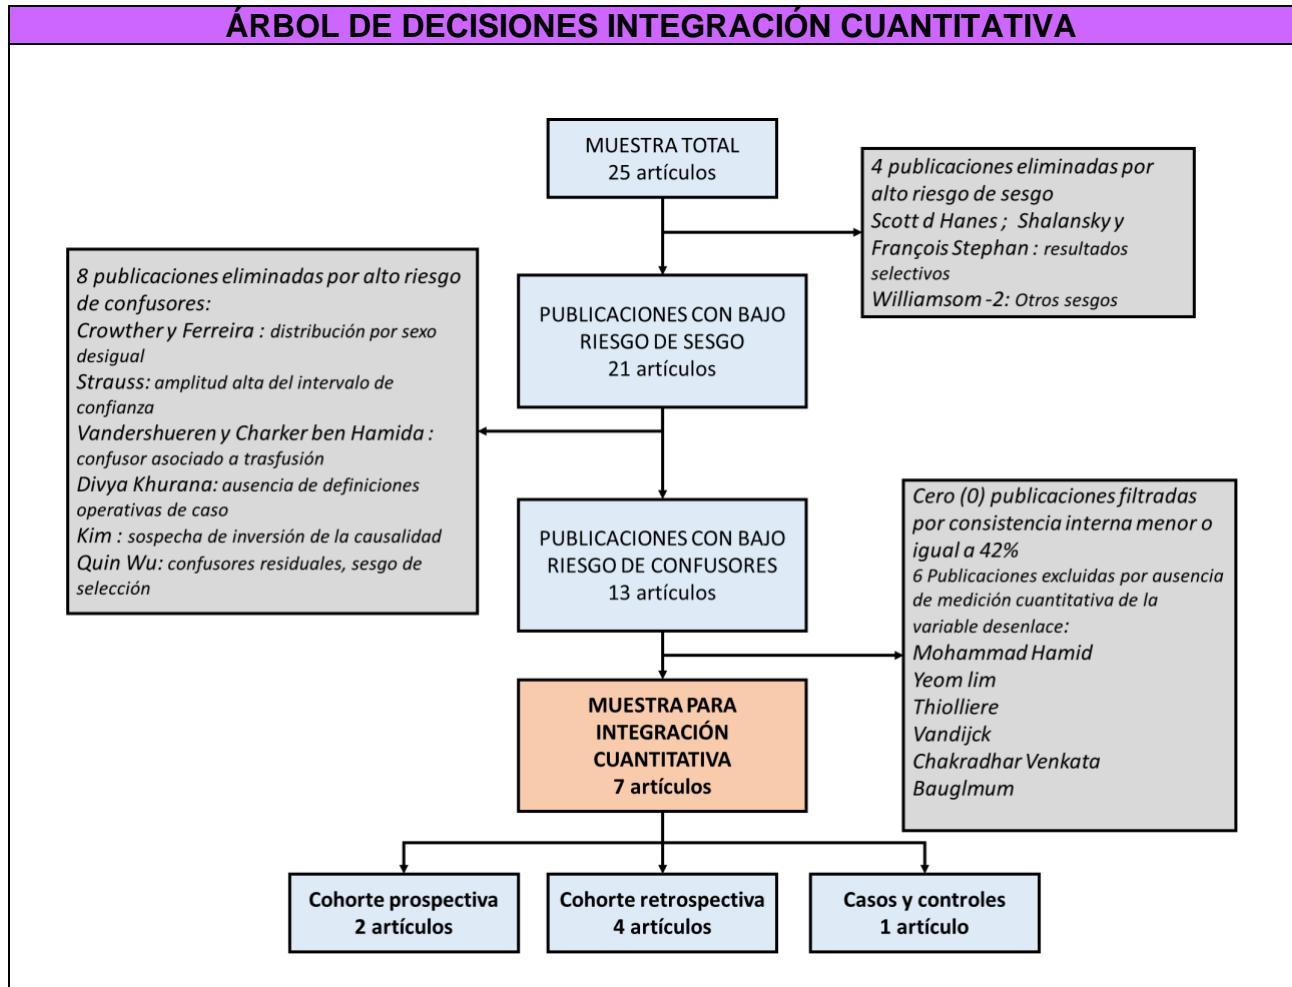 ÁRBOL DE DECISIONES INTEGRACIÓN CUANTITATIVA
MUESTRA TOTAL
25 artículos
4 publicaciones eliminadas por
alto riesgo de sesgo
Scott d Hanes ; Shalansky y
François Stephan : resultados
selectivos
Williamsom -2: Otros sesgos
PUBLICACIONES CON BAJO
RIESGO DE SESGO
21 artículos
8 publicaciones eliminadas por alto riesgo
de confusores:
Crowther y Ferreira : distribución por sexo
desigual
Strauss: amplitud alta del intervalo de
confianza
Vandershueren y Charker ben Hamida :
confusor asociado a trasfusión
Divya Khurana: ausencia de definiciones
operativas de caso
Kim : sospecha de inversión de la causalidad
Quin Wu: confusores residuales, sesgo de
selección
PUBLICACIONES CON BAJO
RIESGO DE CONFUSORES
13 artículos
Cero (0) publicaciones filtradas
por consistencia interna menor o
igual a 42%
6 Publicaciones excluidas por ausencia
de medición cuantitativa de la
variable desenlace:
Mohammad Hamid
Yeom lim
Thiolliere
Vandijck
Chakradhar Venkata
Bauglmum
MUESTRA PARA
INTEGRACIÓN
CUANTITATIVA
7 artículos
Cohorte prospectiva
2 artículos
Cohorte retrospectiva
4 artículos
Casos y controles
1 artículo